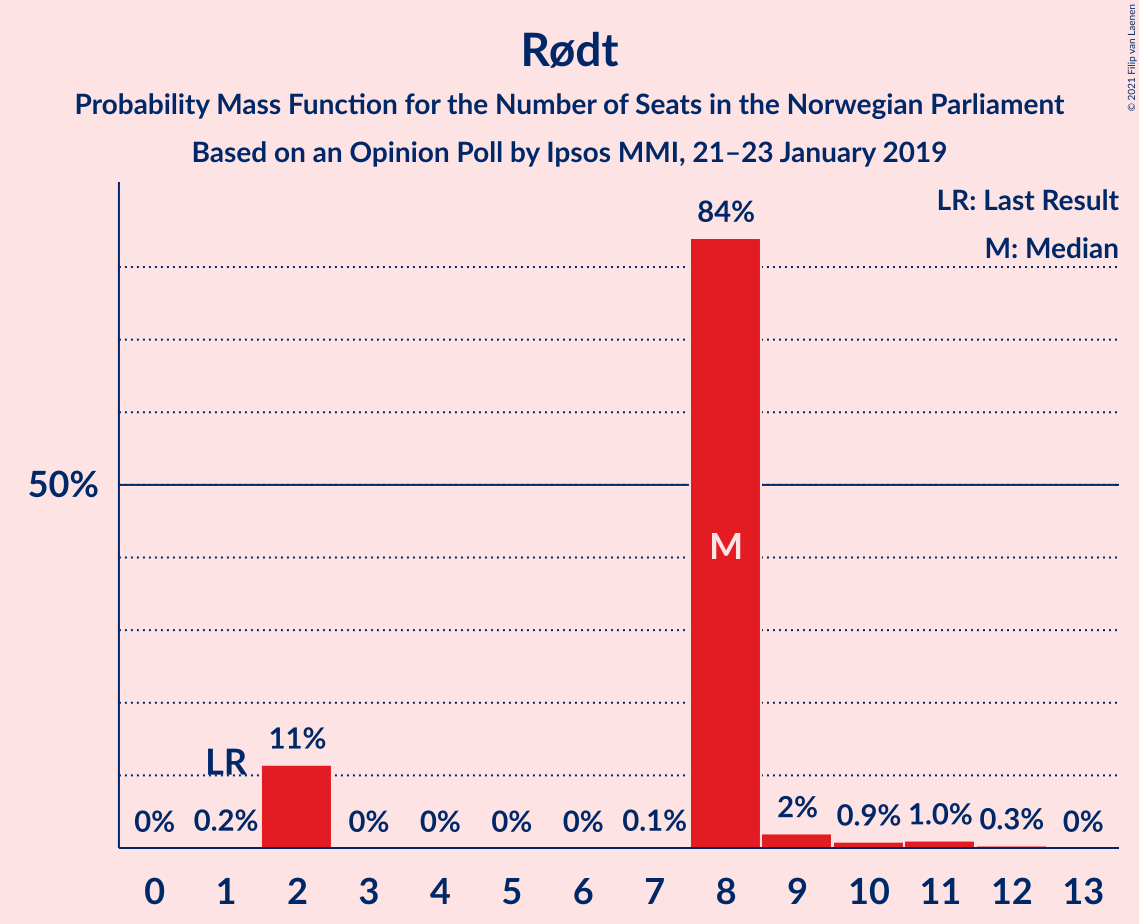 Rødt
Probability Mass Function for the Number of Seats in the Norwegian Parliament
Based on an Opinion Poll by Ipsos MMI, 21–23 January 2019
© 2021 Filip van Laenen
LR: Last Result
M: Median
84%
50%
M
11%
LR
0% 0.2% 0% 0% 0% 0% 0.1% 2% 0.9% 1.0% 0.3% 0%
0 1 2 3 4 5 6 7 8 9 10 11 12 13